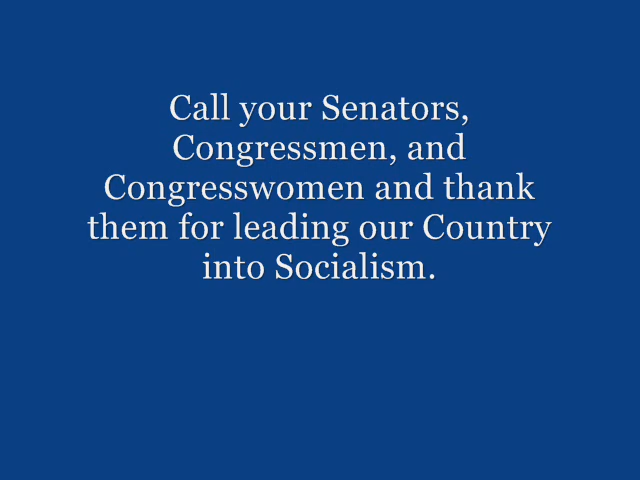 Call your Senators,
Congressmen, and
Congresswomen and thank
them for leading our Country
into Socialism.